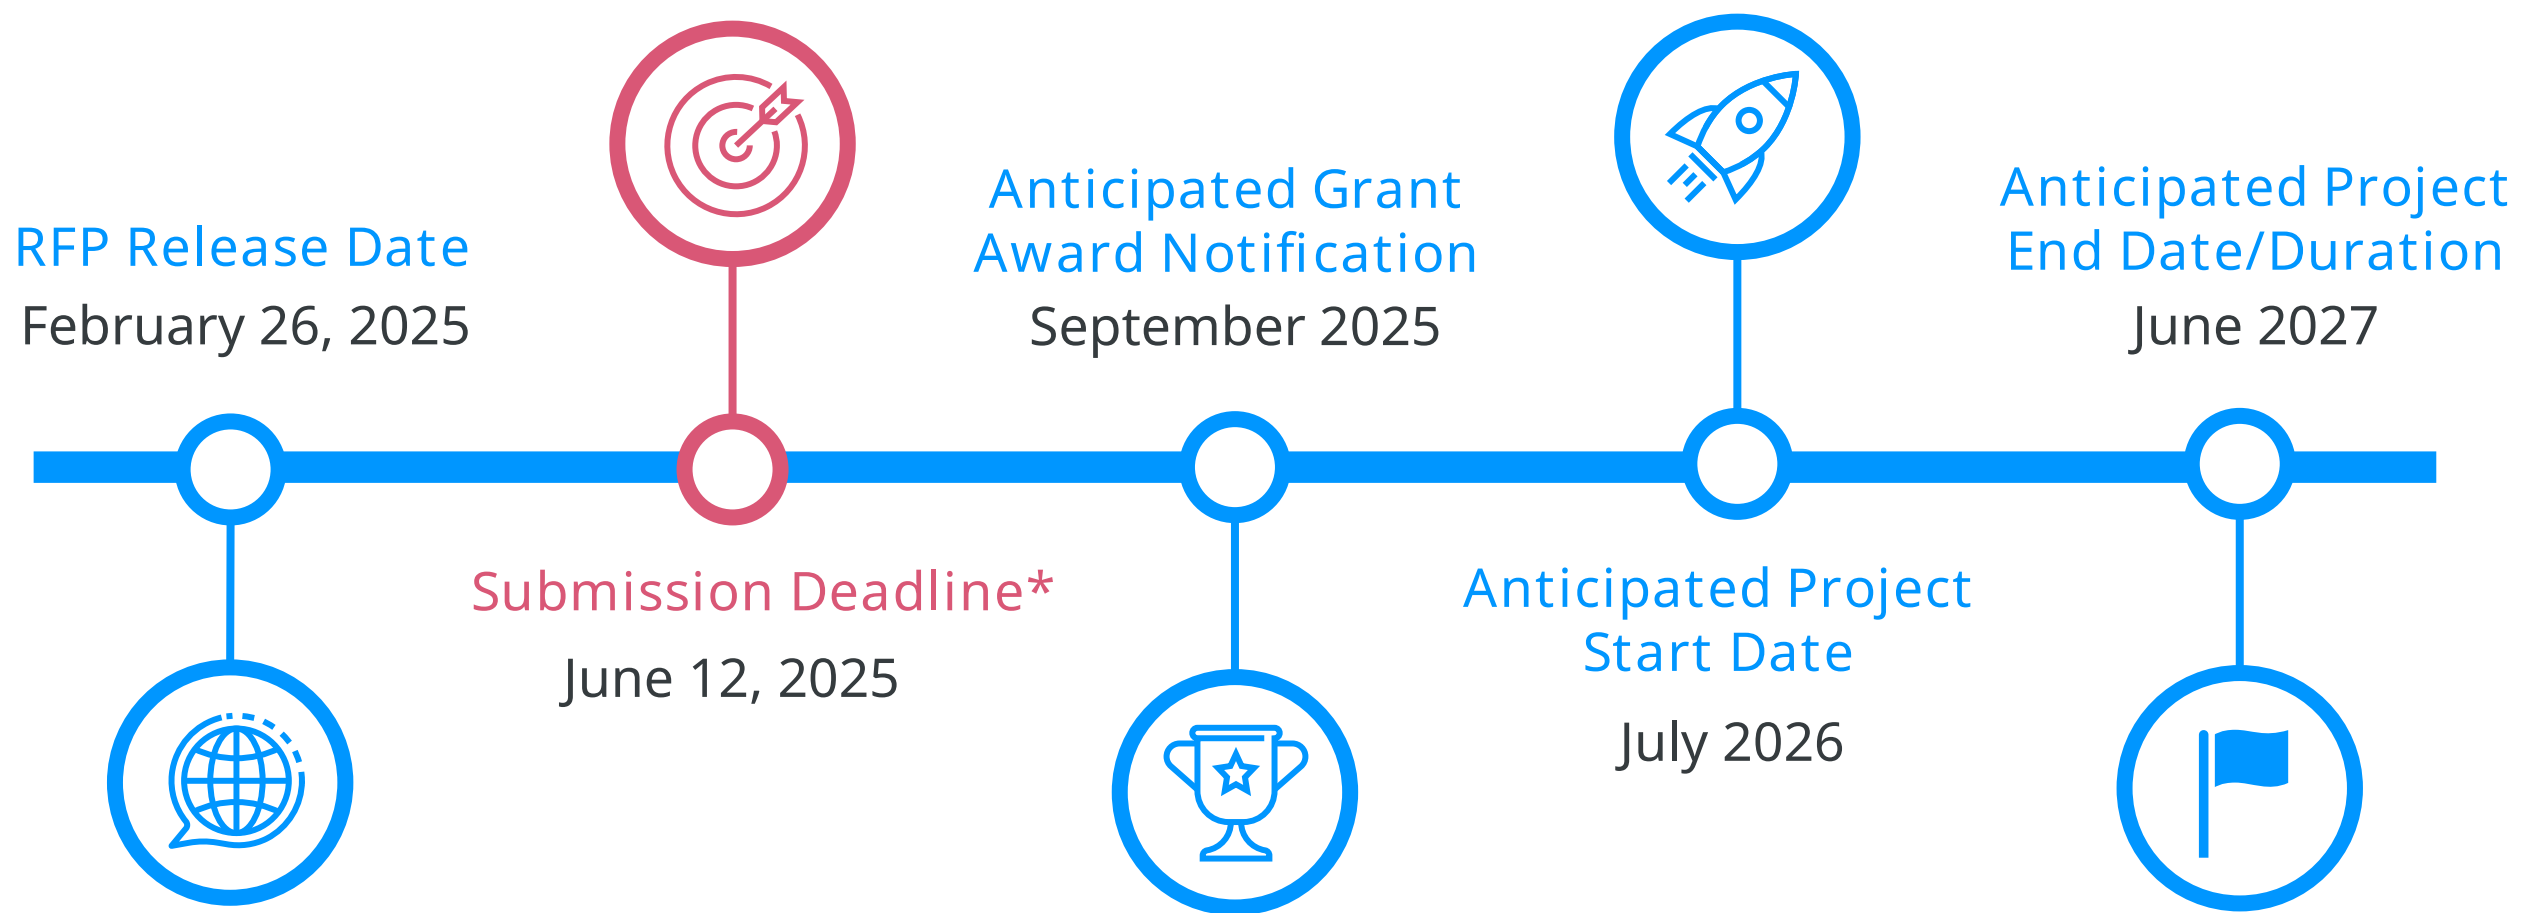 RFP Release Date
February 26, 2025
Submission Deadline*
June 12, 2025
Anticipated Grant
Award Notification
September 2025
Anticipated Project
Start Date
July 2026
Anticipated Project
End Date/Duration
June 2027